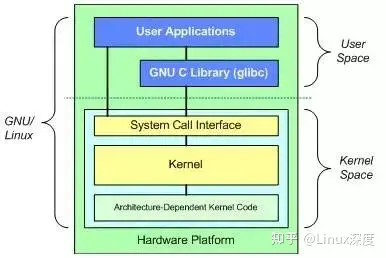 User Applications
GNU C Library (glibc)
User
Space
GNU/
Linux
System Call Interface
Kernel
Architecture-Dependent Kernel Code
Kernel
Space
Hardware Platform
知乎 @Linux深度